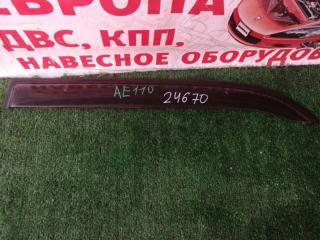 ЕВРОПА
ДВС, КПП,
НАВЕСНОЕ ОБОРУДОВ
AE110
24670